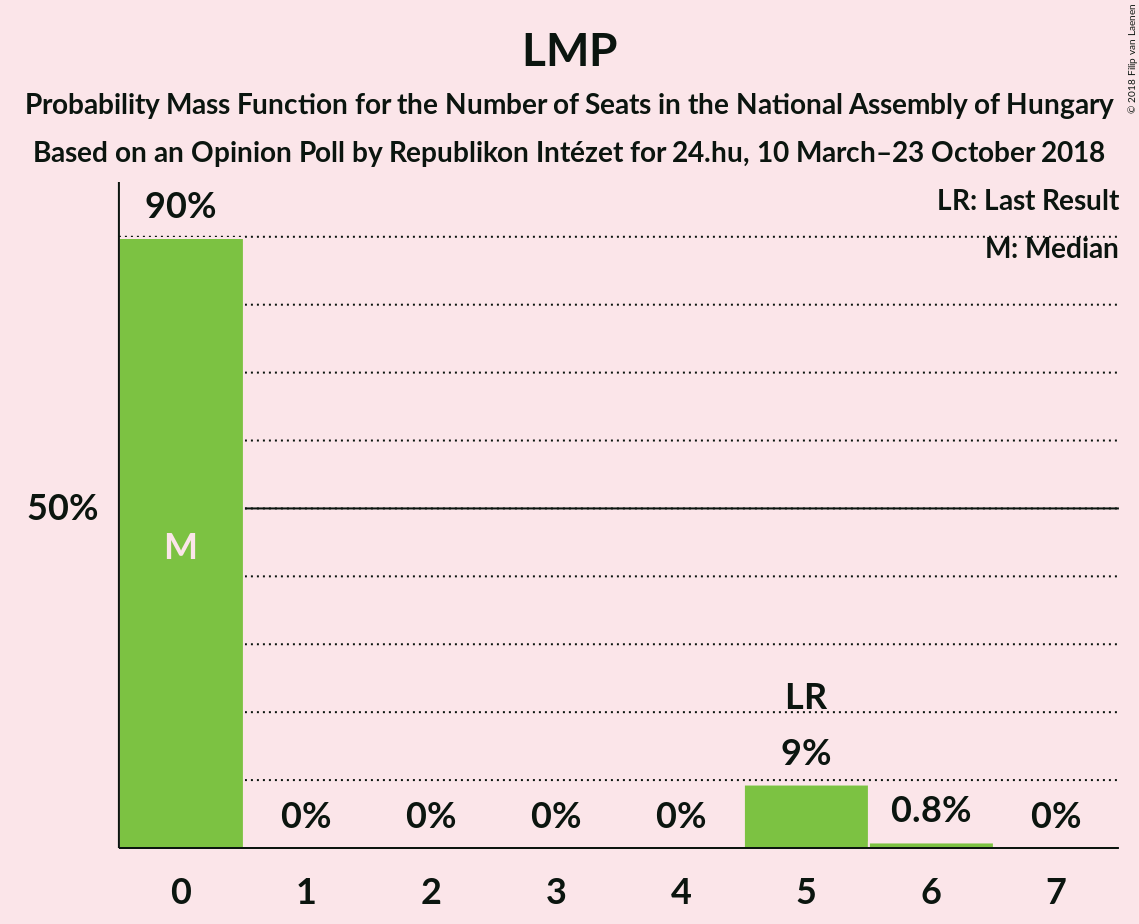 LMP
Probability Mass Function for the Number of Seats in the National Assembly of Hungary
Based on an Opinion Poll by Republikon Intézet for 24.hu, 10 March–23 October 2018
© 2018 Filip van Laenen
LR: Last Result
M: Median
90%
50%
M
LR
9%
0%
0%
0%
0%
0.8%
0%
0 1 2 3 4 5 6 7